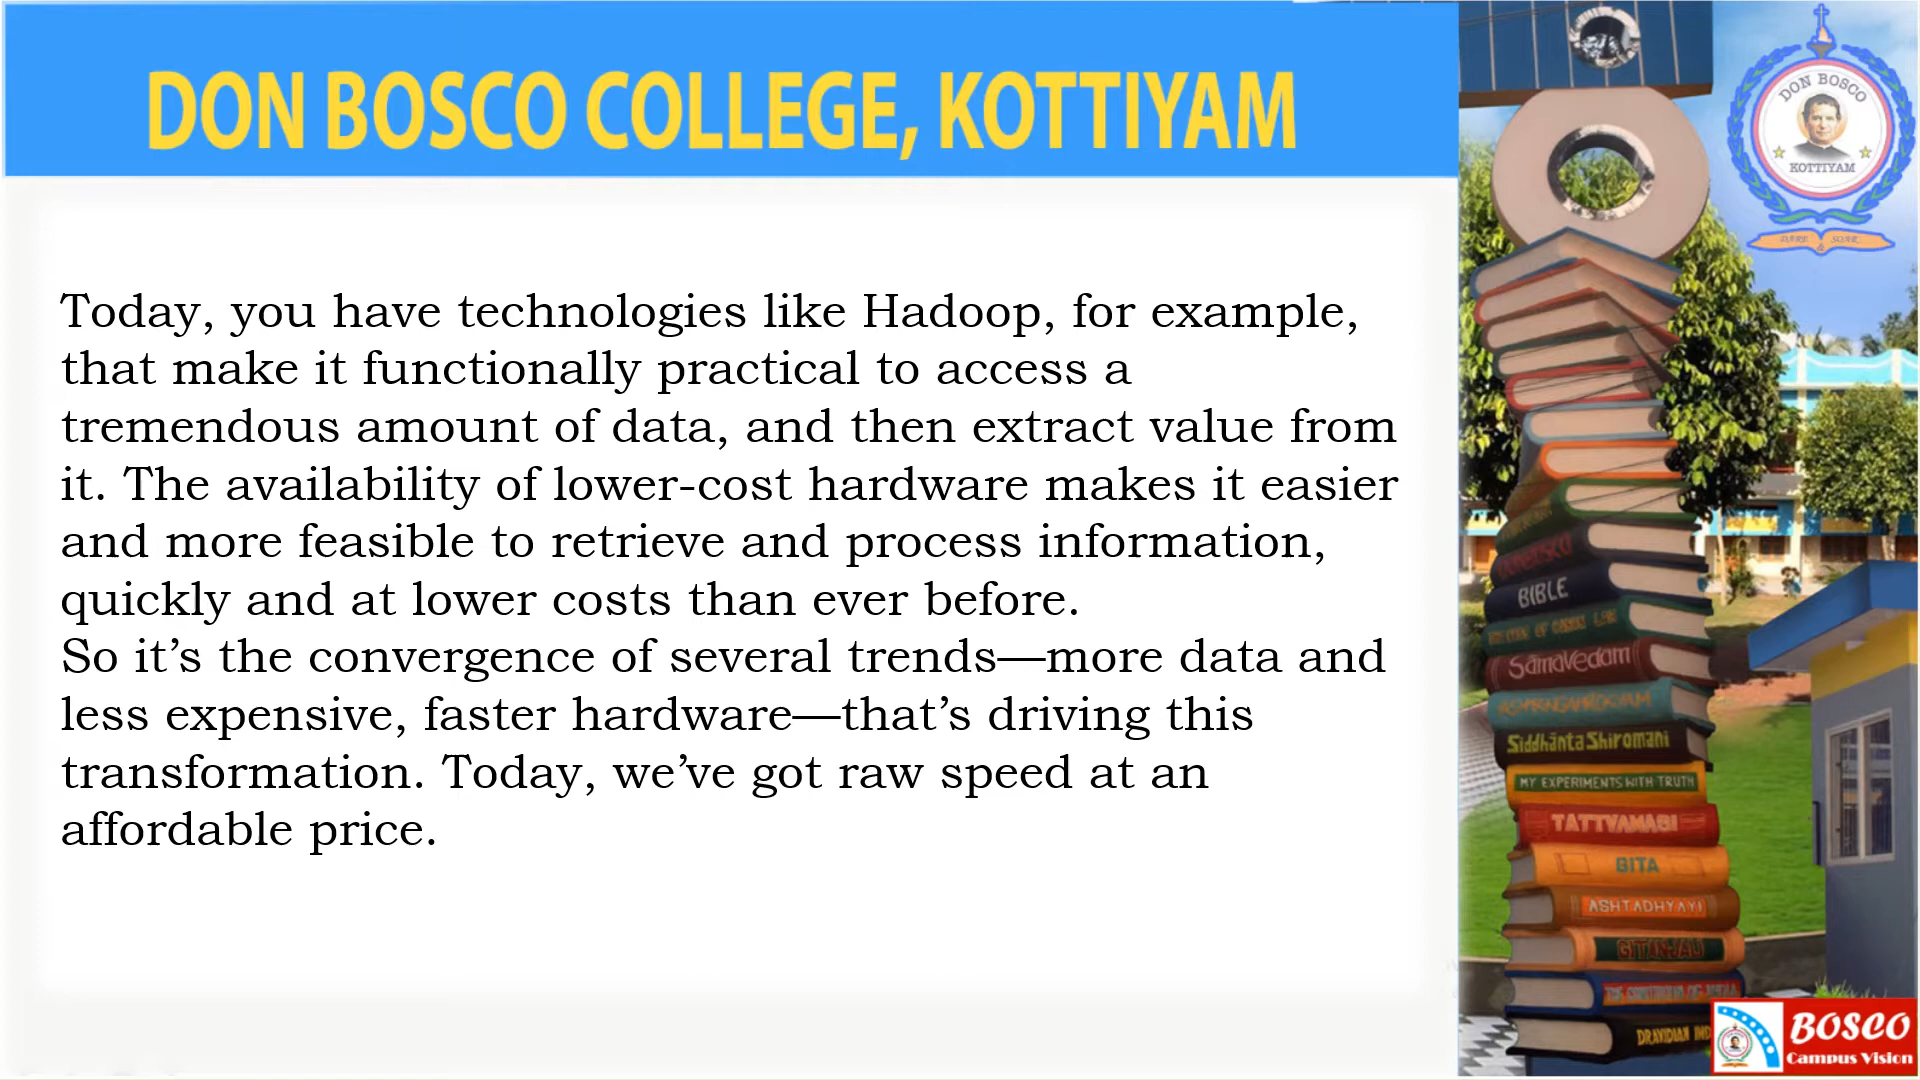 DON BOSCO COLLEGE, KOTTIYAM
Today, you have technologies like Hadoop, for example,
that make it functionally practical to access a
tremendous amount of data, and then extract value from
it. The availability of lower-cost hardware makes it easier
and more feasible to retrieve and process information,
quickly and at lower costs than ever before.
So it’s the convergence of several trends—more data and
less expensive, faster hardware—that’s driving this
transformation. Today, we’ve got raw speed at an
affordable price.
DON BOSCO
KOTTIYAM
DARE & SOAR
BIBLE
SāmaVedam
Siddhānta Shiromani
MY EXPERIMENTS WITH TRUTH
TATTVAMASI
GITA
ASHTADHYAYI
GITANJALI
DRAVIDIAN
BOSCO
Campus Vision